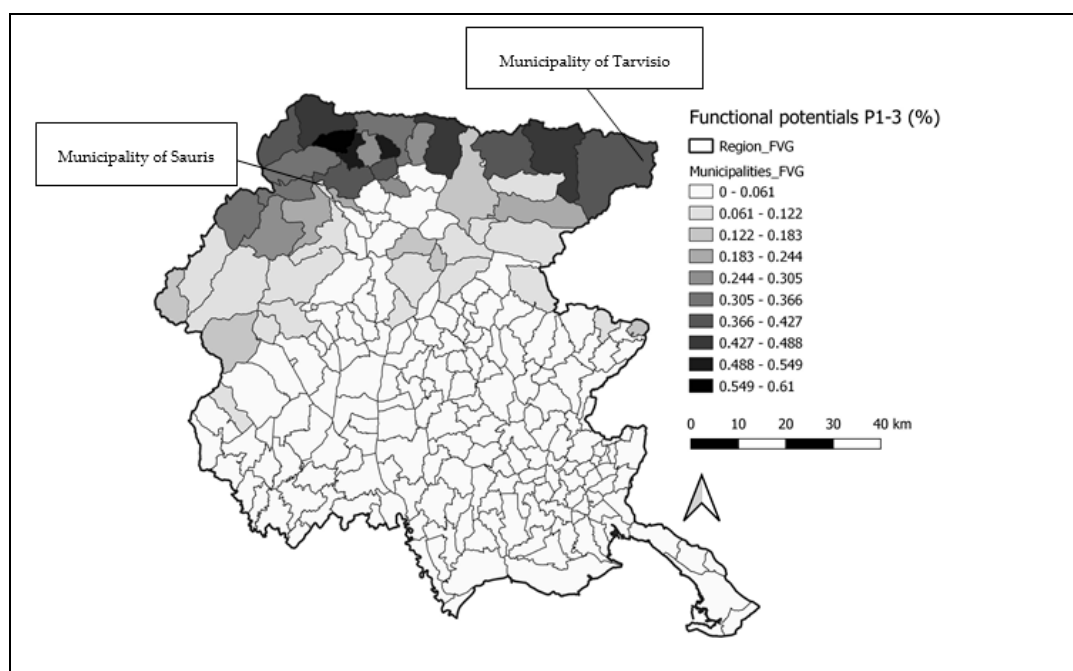 Municipality of Tarvisio
Municipality of Sauris
Functional potentials P1-3 (%)
Region_FVG
Municipalities_FVG
0 - 0.061
0.061 - 0.122
0.122 - 0.183
0.183 - 0.244
0.244 - 0.305
0.305 - 0.366
0.366 - 0.427
0.427 - 0.488
0.488 - 0.549
0.549 - 0.61
0 10 20 30 40 km